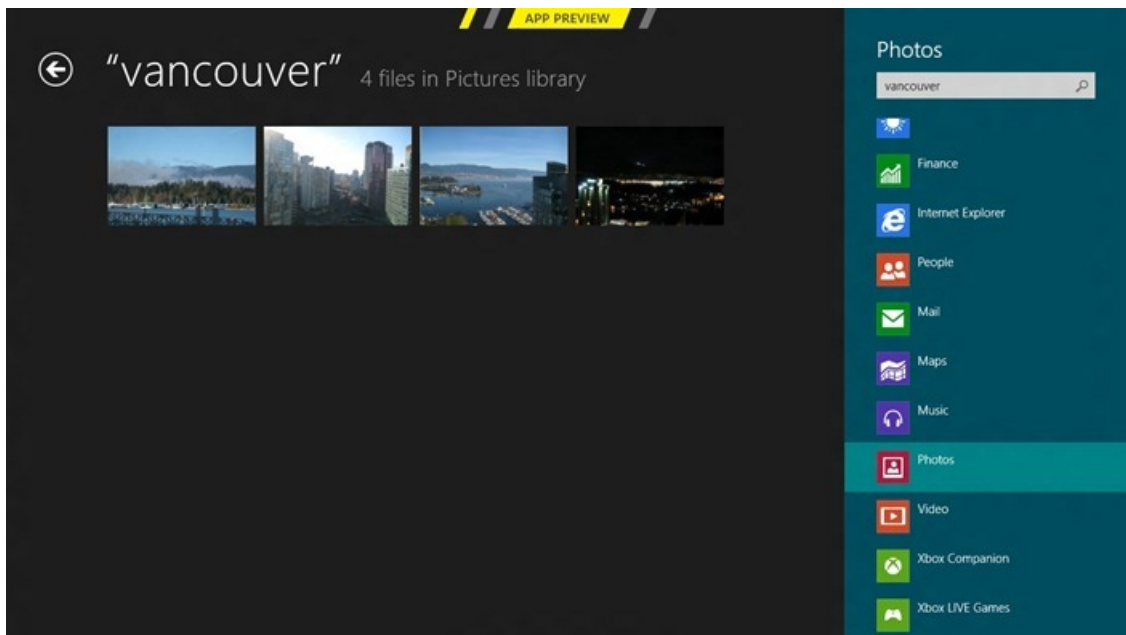 APP PREVIEW
“vancouver” 4 files in Pictures library
Photos
vancouver
Finance
Internet Explorer
People
Mail
Maps
Music
Photos
Video
Xbox Companion
Xbox LIVE Games